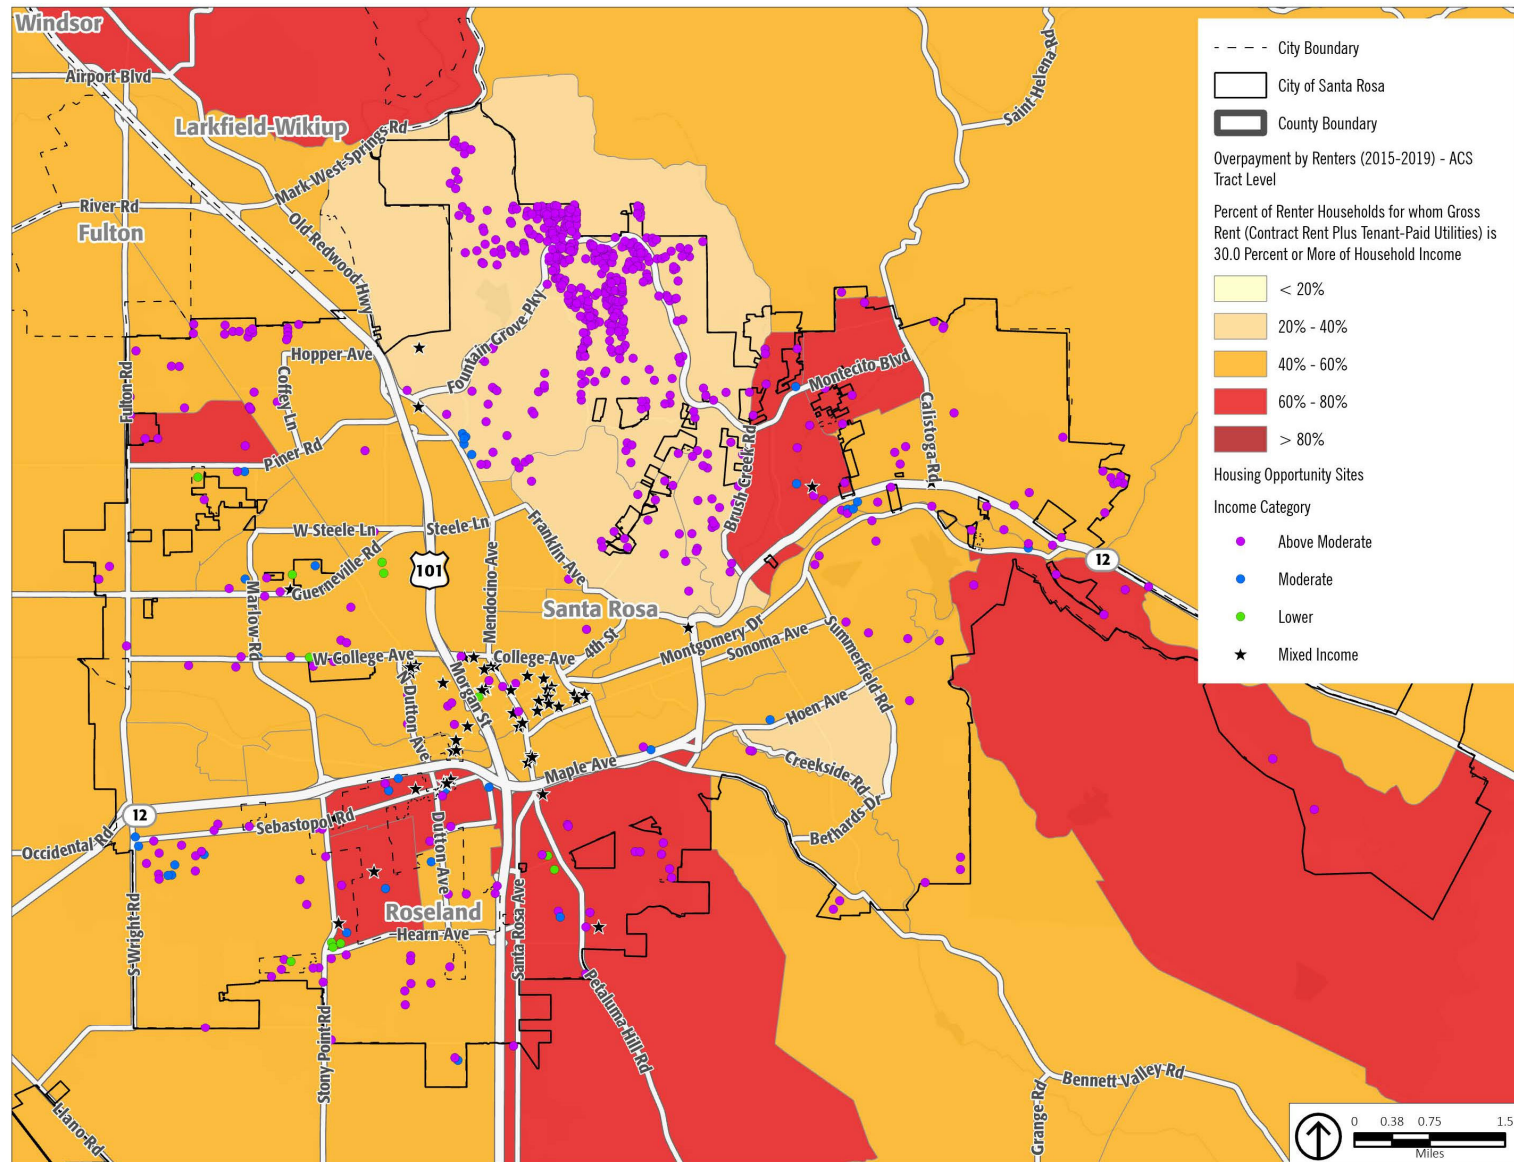 Windsor
Airport Blvd
Larkfield-Wikiup
Mark West Springs Rd
River Rd
Fulton
Old Redwood Hwy
Saint Helena Rd
Fountain Grove Pky
Hopper Ave
Coffey Ln
Fulton Rd
Piner Rd
Montecito Blvd
Calistoga Rd
Brush Creek Rd
W Steele Ln
Steele Ln
Franklin Ave
Guerneville Rd
101
Mendocino Ave
Marlow Rd
12
Santa Rosa
4th St
Montgomery Dr
Sonoma Ave
Summerfield Rd
W College Ave
College Ave
N Dutton Ave
Morgan St
Hoen Ave
Creekside Rd
Maple Ave
Bethards Dr
12
Sebastopol Rd
Occidental Rd
Dutton Ave
S Wright Rd
Roseland
Hearn Ave
Santa Rosa Ave
Stony Point Rd
Petaluma Hill Rd
Llano Rd
Grange Rd
Bennett Valley Rd
City Boundary
City of Santa Rosa
County Boundary
Overpayment by Renters (2015-2019) - ACS
Tract Level
Percent of Renter Households for whom Gross
Rent (Contract Rent Plus Tenant-Paid Utilities) is
30.0 Percent or More of Household Income
< 20%
20% - 40%
40% - 60%
60% - 80%
> 80%
Housing Opportunity Sites
Income Category
Above Moderate
Moderate
Lower
Mixed Income
0 0.38 0.75 1.5
Miles